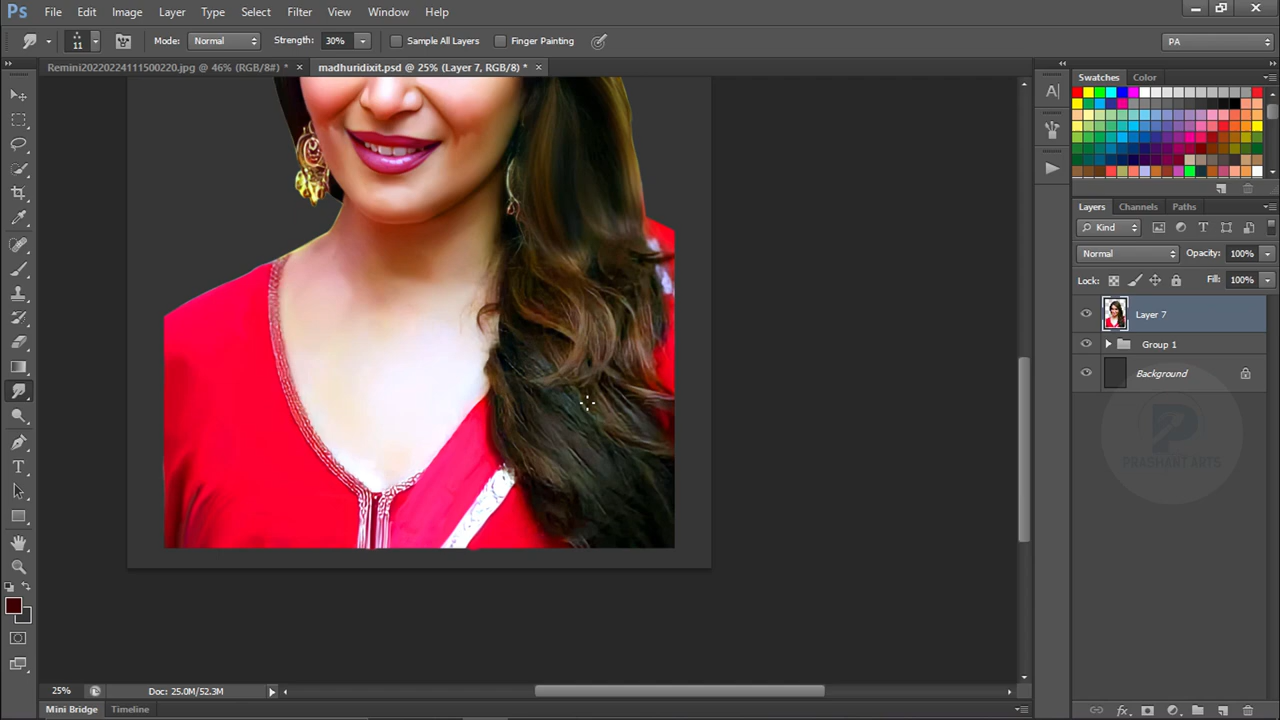 Ps File Edit Image Layer Type Select Filter View Window Help
11 Mode: Normal Strength: 30% Sample All Layers Finger Painting PA
Remini20220224111500220.jpg @ 46% (RGB/8#) * × madhuridixit.psd @ 25% (Layer 7, RGB/8) * ×
Swatches Color
Layers Channels Paths
Kind
Normal Opacity: 100%
Lock: Fill: 100%
Layer 7
Group 1
Background
PRASHANT ARTS
25% Doc: 25.0M/52.3M
Mini Bridge Timeline